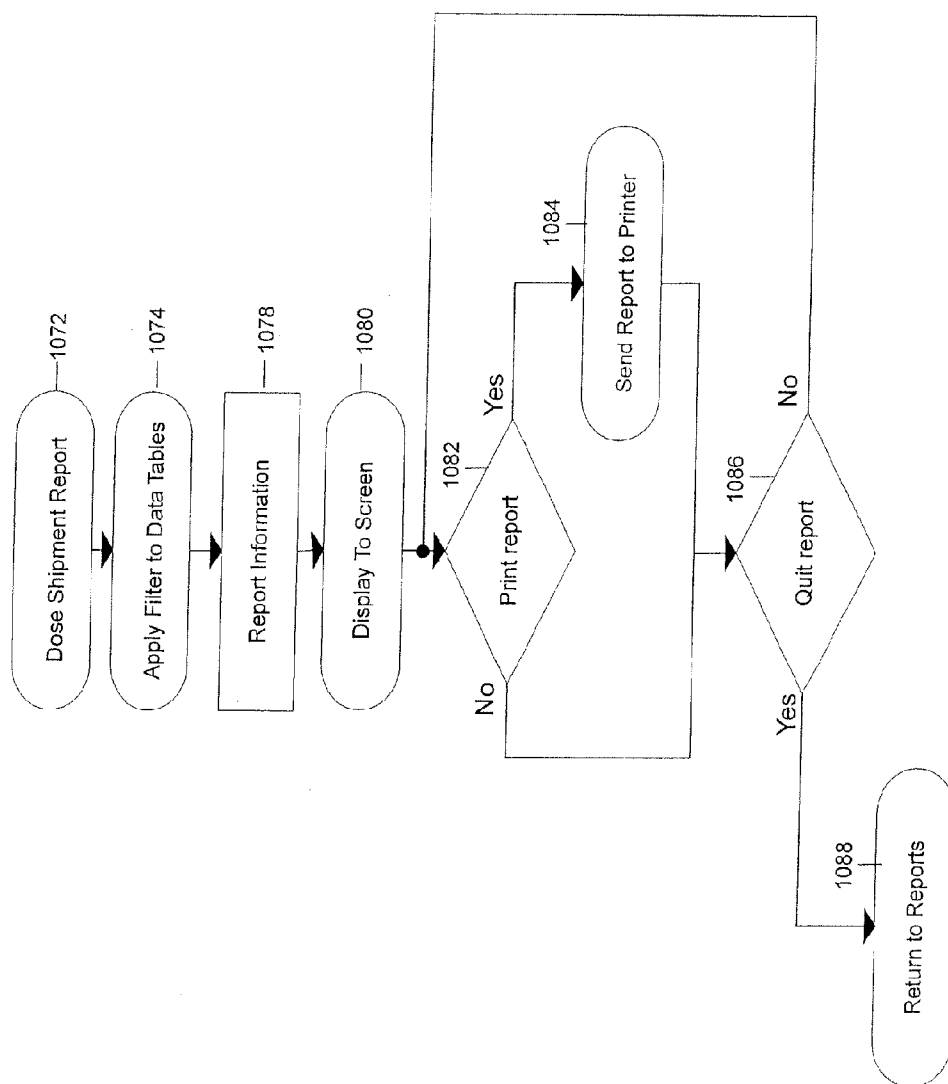 Dose Shipment Report
1072
Apply Filter to Data Tables
1074
Report Information
1078
Display To Screen
1080
Print report
1082
No
Yes
Send Report to Printer
1084
Quit report
1086
Yes
No
Return to Reports
1088